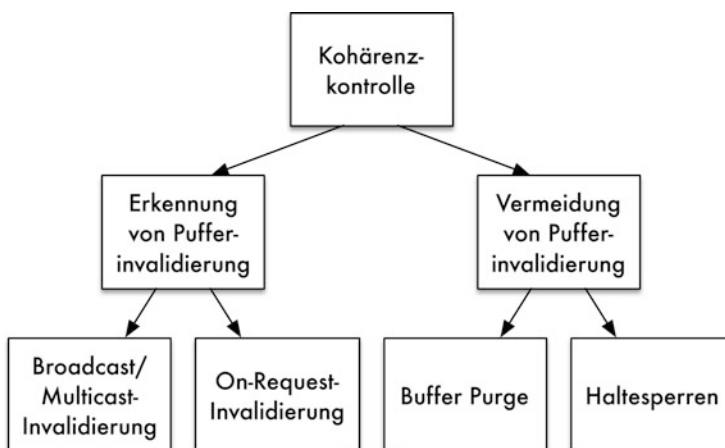 Kohärenz-
kontrolle
Erkennung
von Puffer-
invalidierung
Vermeidung
von Puffer-
invalidierung
Broadcast/
Multicast-
Invalidierung
On-Request-
Invalidierung
Buffer Purge
Haltesperren